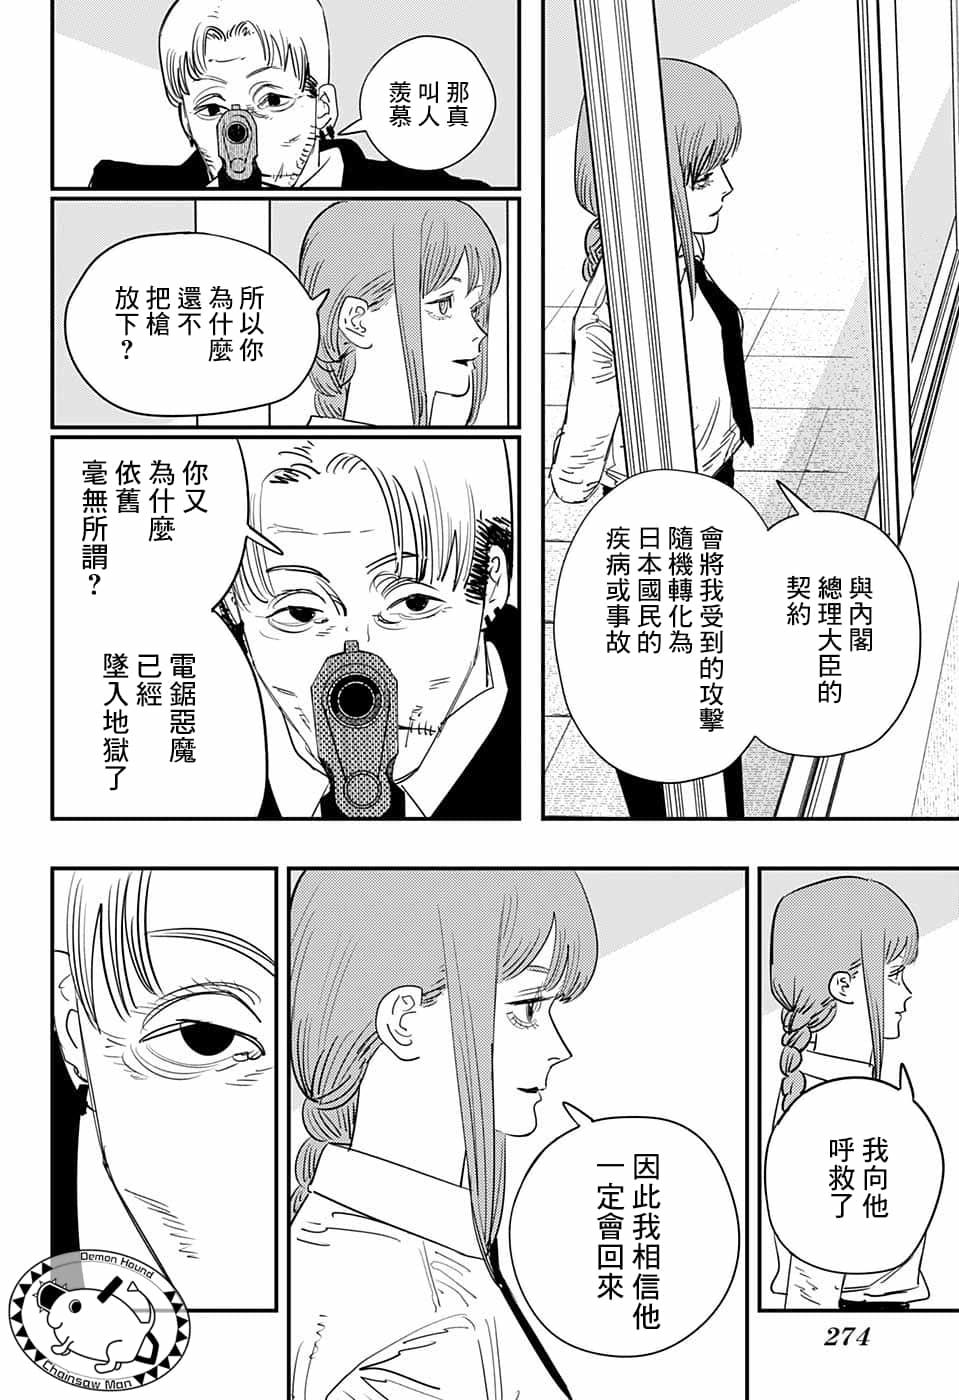 與內閣
總理大臣的
契約
會將我受到的攻擊
隨機轉化為
日本國民的
疾病或事故
那真
叫人
羨慕
所以你
為什麼
還不
把槍
放下？
你又
為什麼
依舊
毫無所謂？
電鋸惡魔
已經
墜入地獄了
我向他
呼救了
因此我相信他
一定會回來
274
Demon Hound
Chainsaw Man